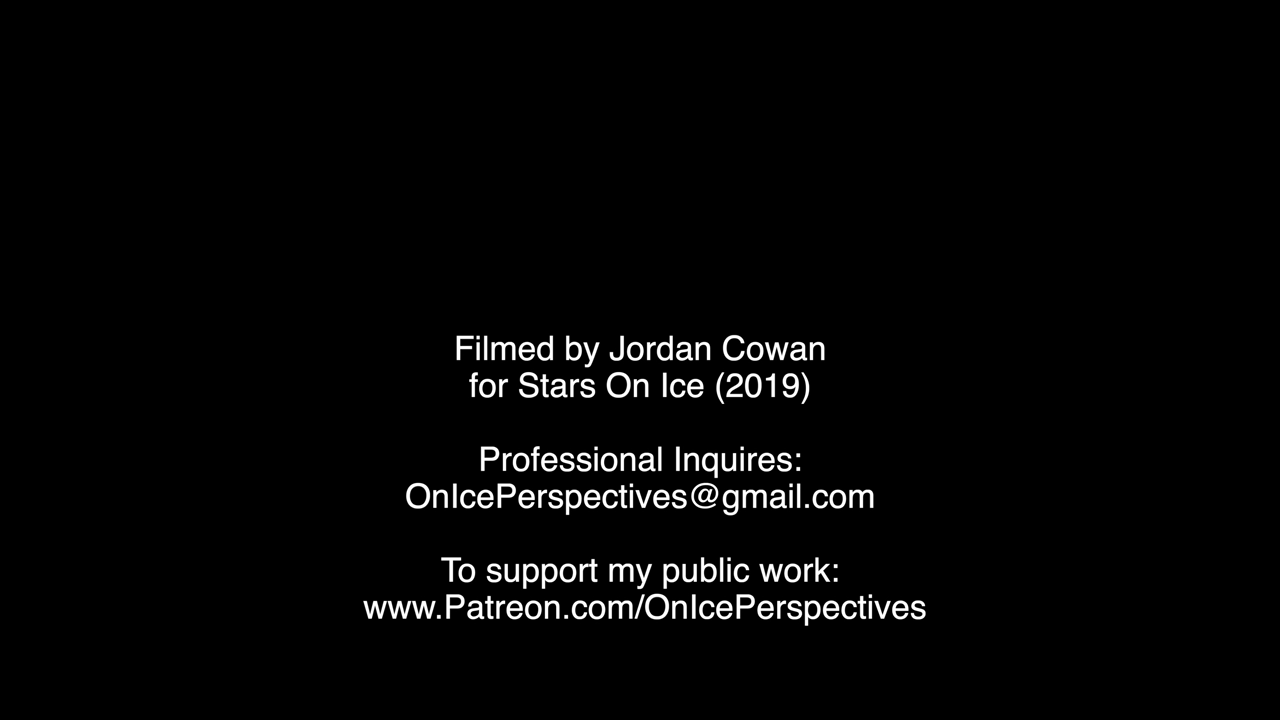 Filmed by Jordan Cowan
for Stars On Ice (2019)
Professional Inquires:
OnIcePerspectives@gmail.com
To support my public work:
www.Patreon.com/OnIcePerspectives